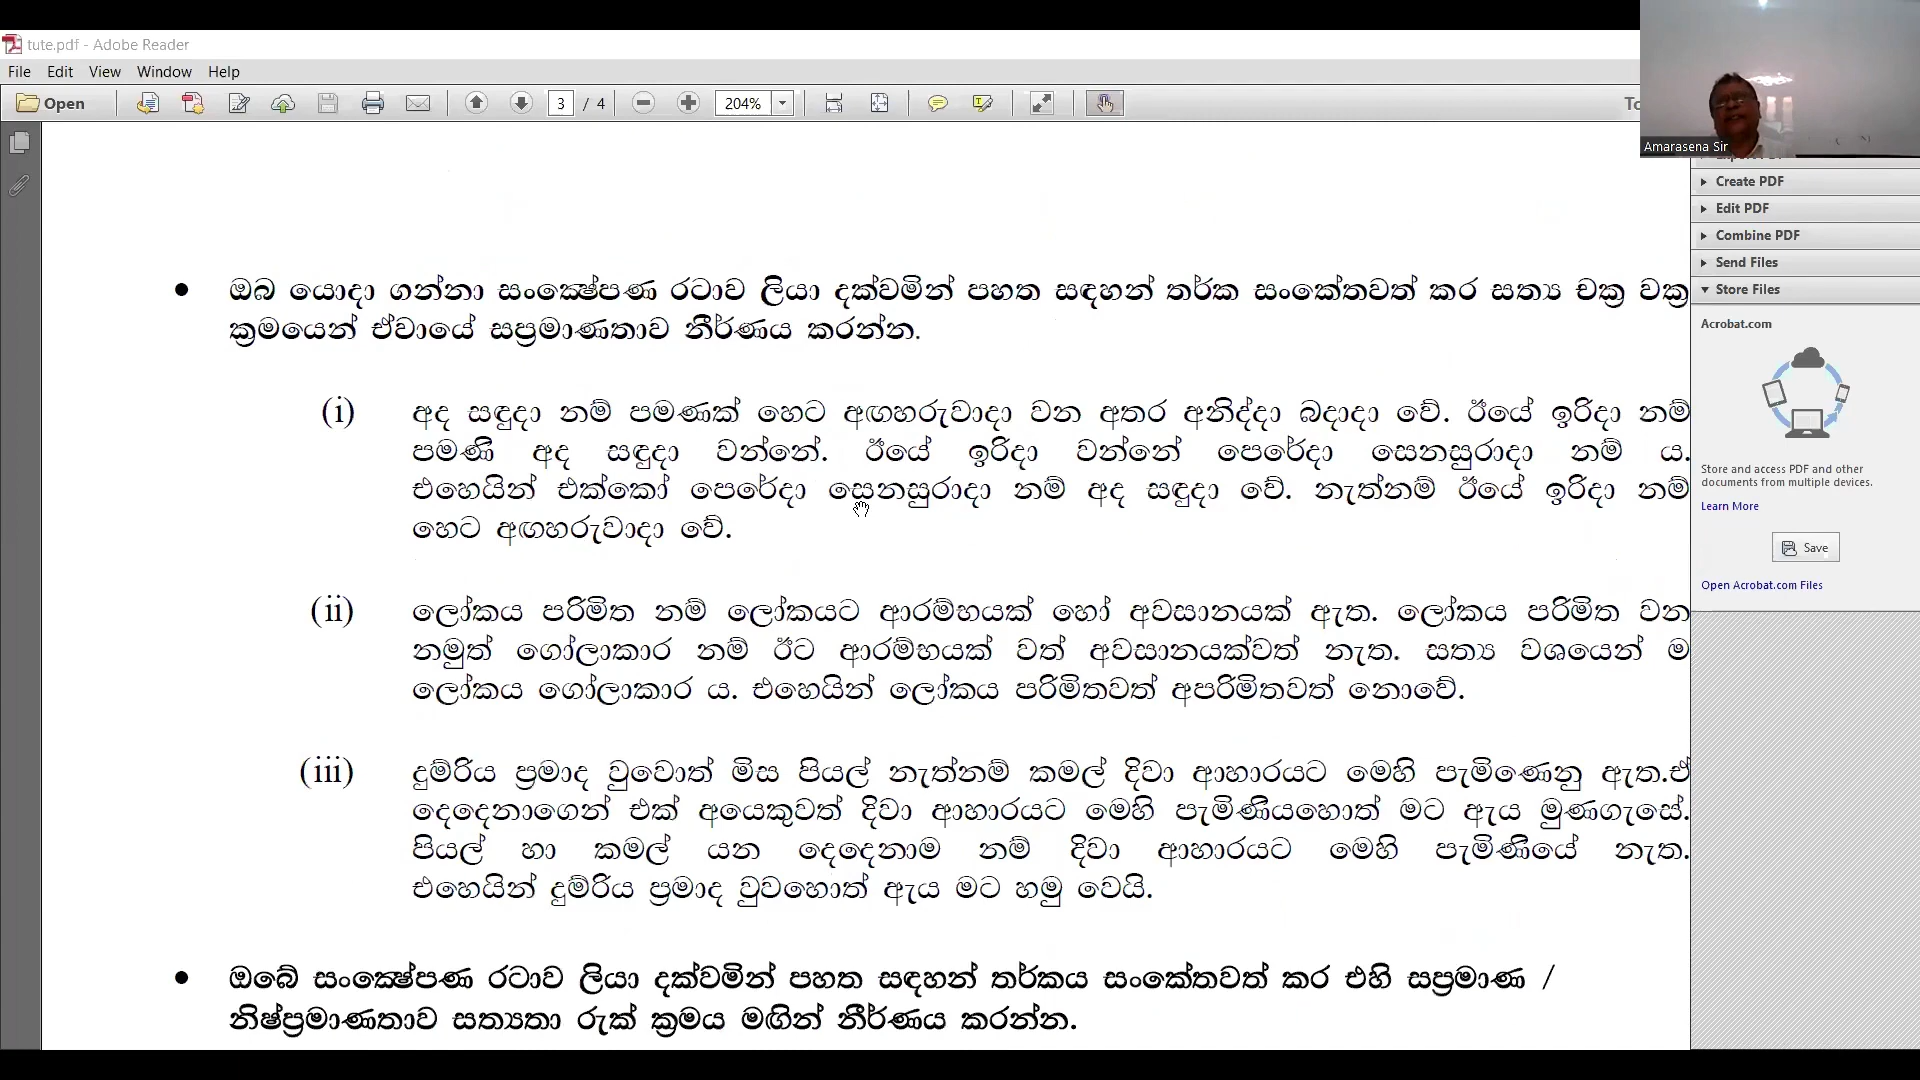 tute.pdf - Adobe Reader
File Edit View Window Help
Open 3 / 4 204%
Amarasena Sir
Create PDF
Edit PDF
Combine PDF
Send Files
Store Files
Acrobat.com
Store and access PDF and other
documents from multiple devices.
Learn More
Save
Open Acrobat.com Files
● ඔබ යොදා ගන්නා සංක්ෂේපණ රටාව ලියා දක්වමින් පහත සඳහන් තර්ක සංකේතවත් කර සත්‍ය චක්‍ර වක්‍ර
ක්‍රමයෙන් ඒවායේ සප්‍රමාණතාව නීර්ණය කරන්න.
(i) අද සඳුදා නම් පමණක් හෙට අඟහරුවාදා වන අතර අනිද්දා බදාදා වේ. ඊයේ ඉරිදා නම්
පමණි අද සඳුදා වන්නේ. ඊයේ ඉරිදා වන්නේ පෙරේදා සෙනසුරාදා නම් ය.
එහෙයින් එක්කෝ පෙරේදා සෙනසුරාදා නම් අද සඳුදා වේ. නැත්නම් ඊයේ ඉරිදා නම්
හෙට අඟහරුවාදා වේ.
(ii) ලෝකය පරිමිත නම් ලෝකයට ආරම්භයක් හෝ අවසානයක් ඇත. ලෝකය පරිමිත වන
නමුත් ගෝලාකාර නම් ඊට ආරම්භයක් වත් අවසානයක්වත් නැත. සත්‍ය වශයෙන් ම
ලෝකය ගෝලාකාර ය. එහෙයින් ලෝකය පරිමිතවත් අපරිමිතවත් නොවේ.
(iii) දුම්රිය ප්‍රමාද වුවොත් මිස පියල් නැත්නම් කමල් දිවා ආහාරයට මෙහි පැමිණෙනු ඇත.ඒ
දෙදෙනාගෙන් එක් අයෙකුවත් දිවා ආහාරයට මෙහි පැමිණියහොත් මට ඇය මුණගැසේ.
පියල් හා කමල් යන දෙදෙනාම නම් දිවා ආහාරයට මෙහි පැමිණියේ නැත.
එහෙයින් දුම්රිය ප්‍රමාද වුවහොත් ඇය මට හමු වෙයි.
● ඔබේ සංක්ෂේපණ රටාව ලියා දක්වමින් පහත සඳහන් තර්කය සංකේතවත් කර එහි සප්‍රමාණ /
නිෂ්ප්‍රමාණතාව සත්‍යතා රුක් ක්‍රමය මඟින් නීර්ණය කරන්න.